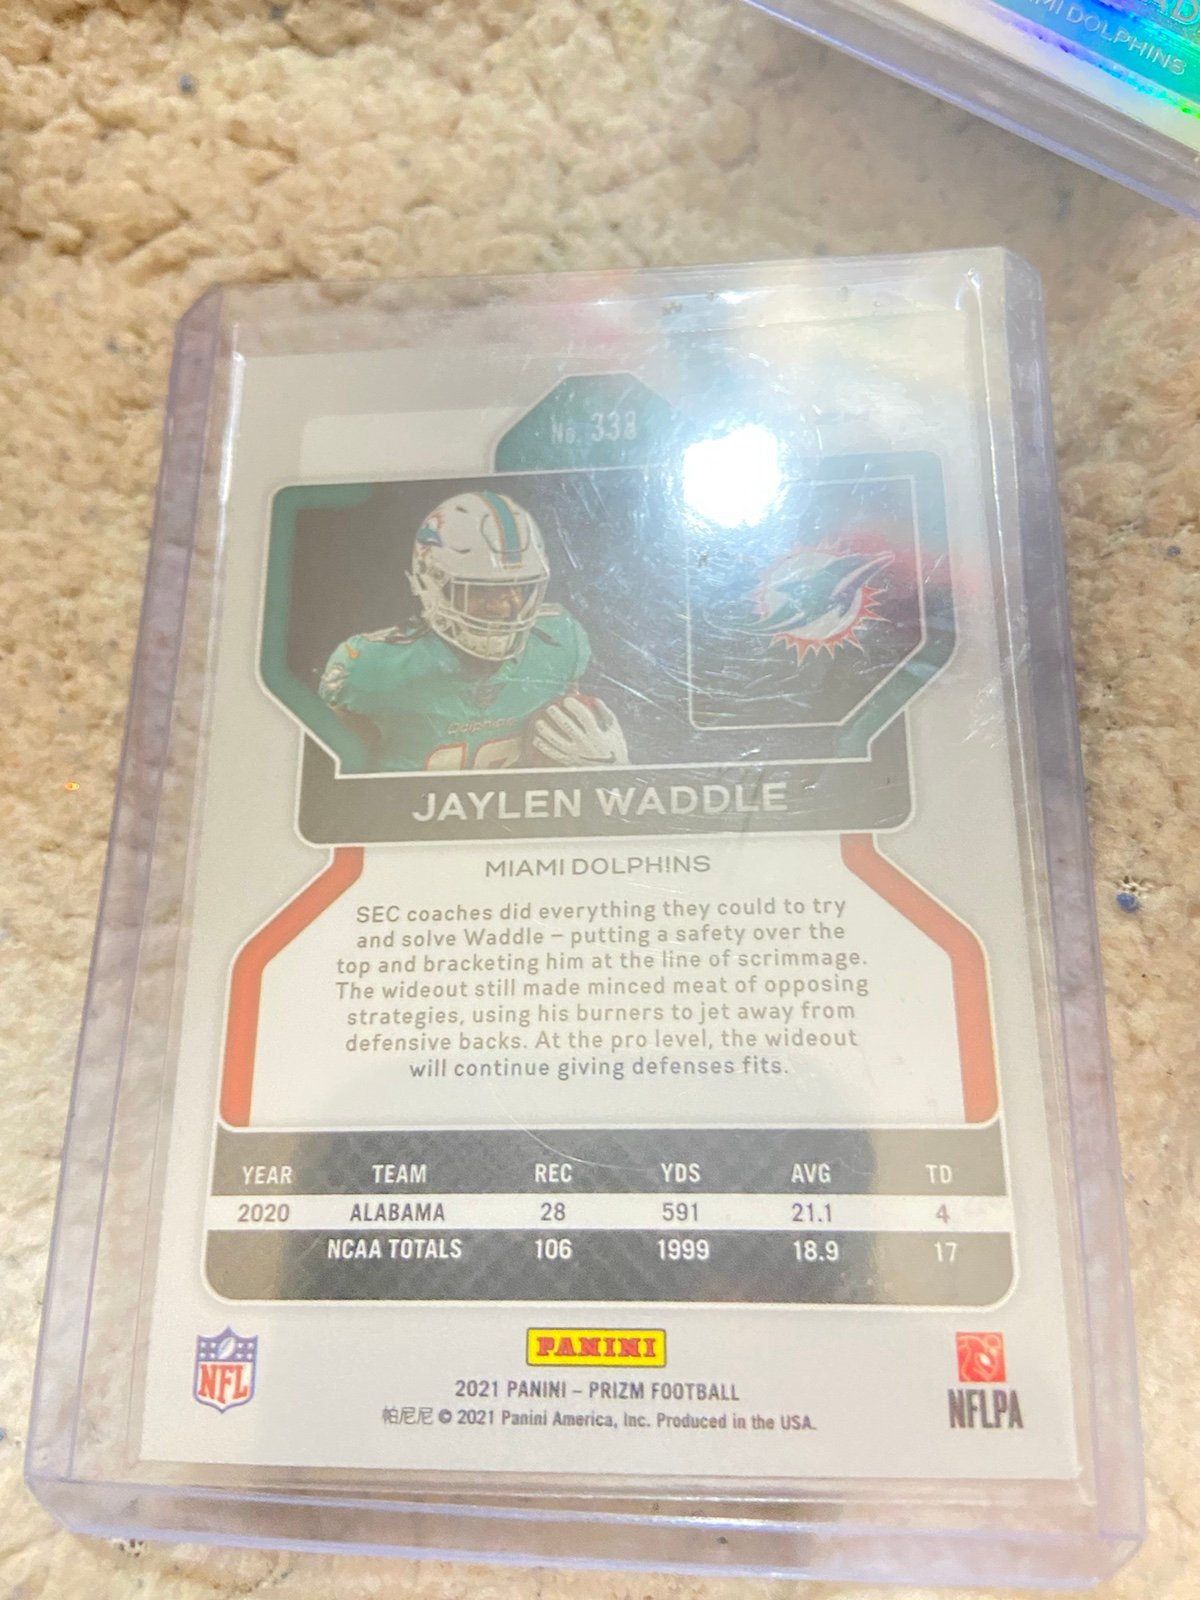 MI DOLPHINS
No. 338
Dolphins
JAYLEN WADDLE
MIAMI DOLPHINS
SEC coaches did everything they could to try
and solve Waddle – putting a safety over the
top and bracketing him at the line of scrimmage.
The wideout still made minced meat of opposing
strategies, using his burners to jet away from
defensive backs. At the pro level, the wideout
will continue giving defenses fits.
YEAR TEAM REC YDS AVG TD
2020 ALABAMA 28 591 21.1 4
NCAA TOTALS 106 1999 18.9 17
NFL
PANINI
NFLPA
2021 PANINI – PRIZM FOOTBALL
帕尼尼 © 2021 Panini America, Inc. Produced in the USA.